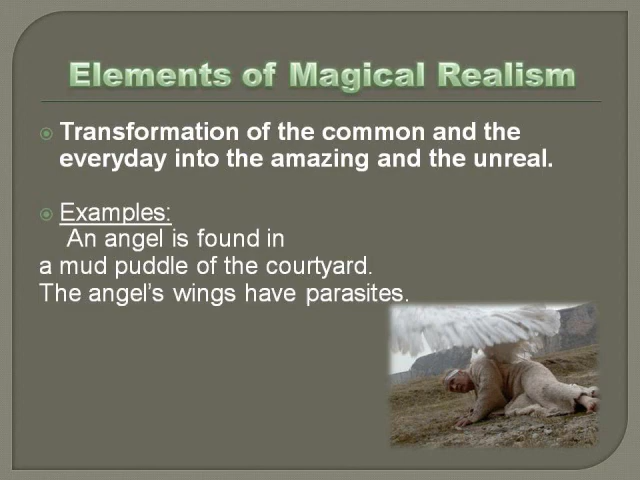 Elements of Magical Realism
Transformation of the common and the
everyday into the amazing and the unreal.
Examples:
An angel is found in
a mud puddle of the courtyard.
The angel's wings have parasites.